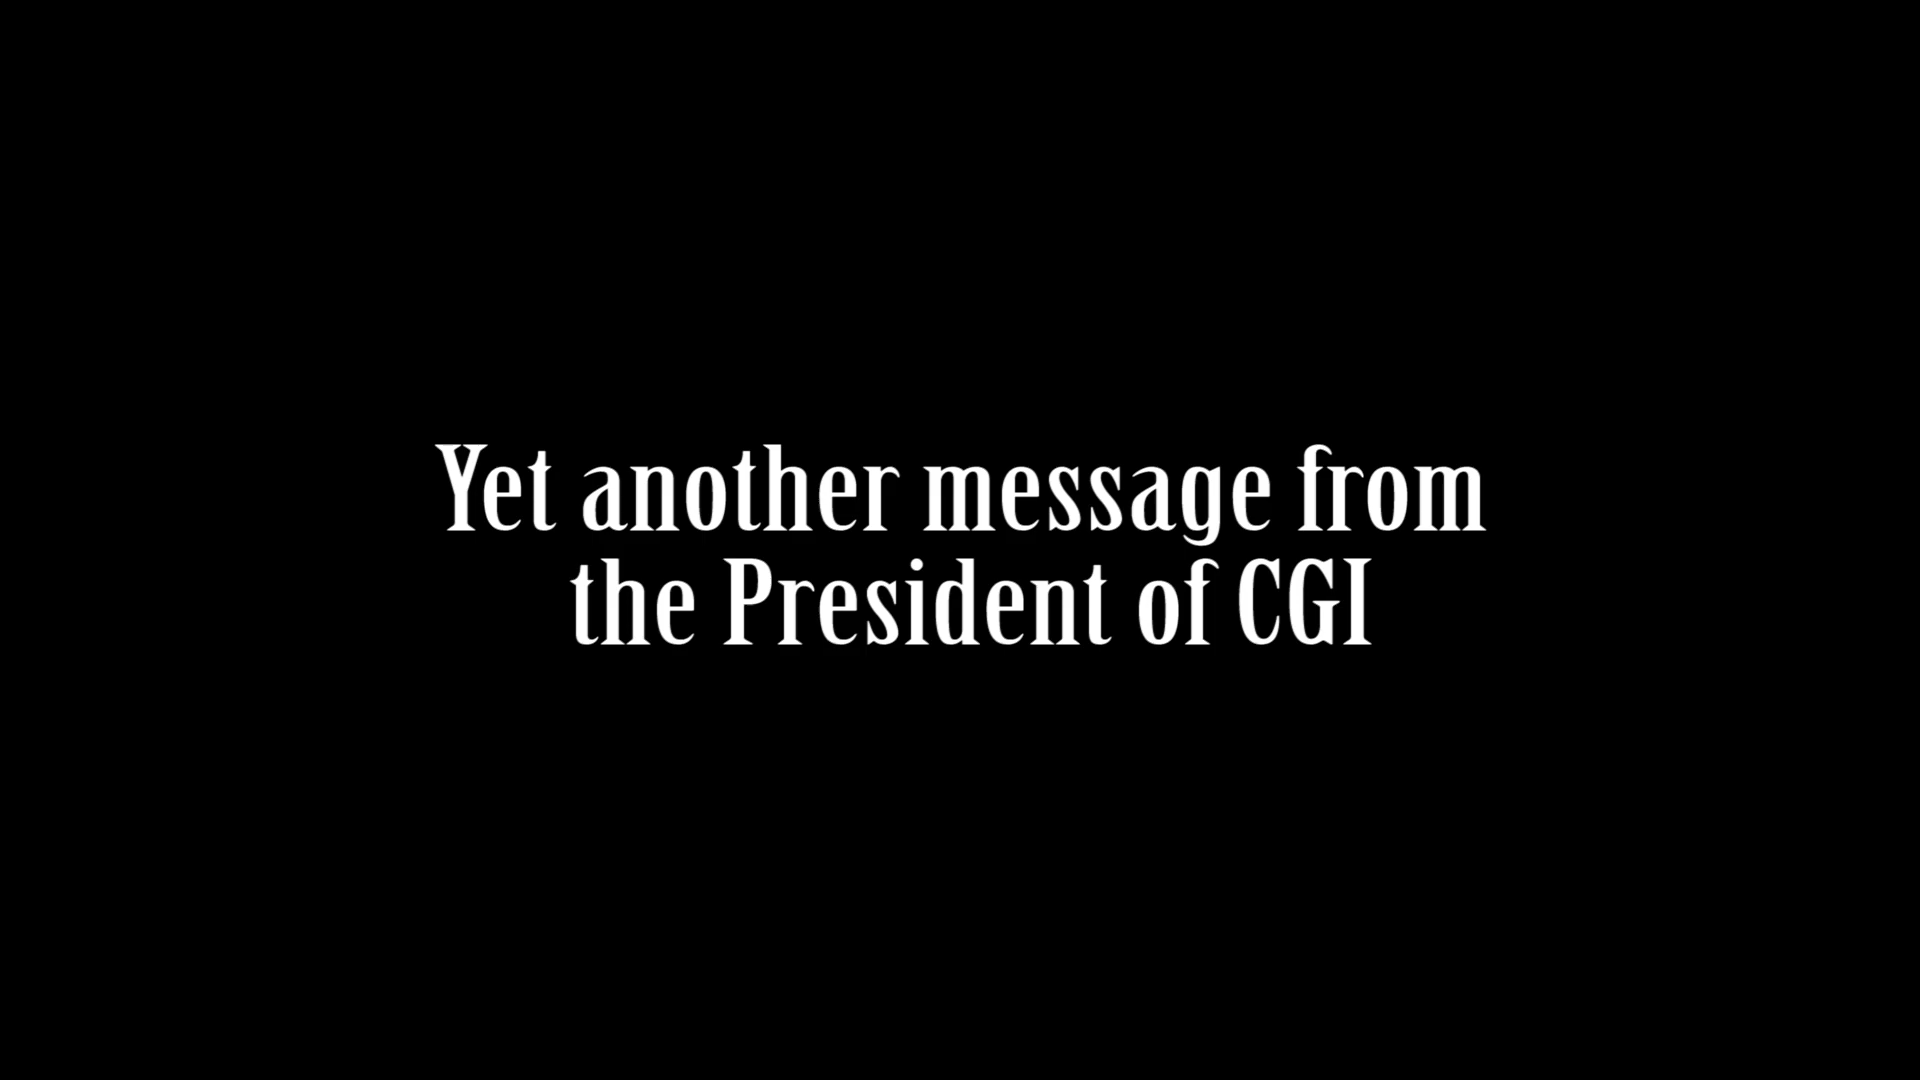 Yet another message from
the President of CGI